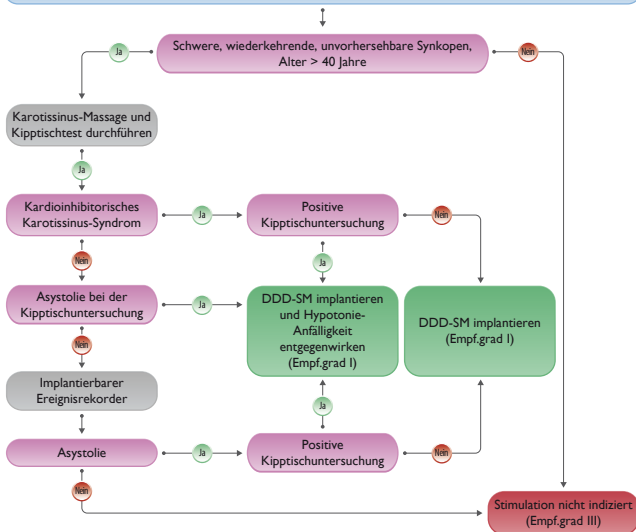 Schwere, wiederkehrende, unvorhersehbare Synkopen,
Alter > 40 Jahre
Ja
Nein
Karotissinus-Massage und
Kipptischtest durchführen
Ja
Kardioinhibitorisches
Karotissinus-Syndrom
Ja
Positive
Kipptischuntersuchung
Nein
Nein
Ja
Asystolie bei der
Kipptischuntersuchung
Ja
DDD-SM implantieren
und Hypotonie-
Anfälligkeit
entgegenwirken
(Empf.grad I)
DDD-SM implantieren
(Empf.grad I)
Nein
Implantierbarer
Ereignisrekorder
Ja
Asystolie
Ja
Positive
Kipptischuntersuchung
Nein
Nein
Stimulation nicht indiziert
(Empf.grad III)